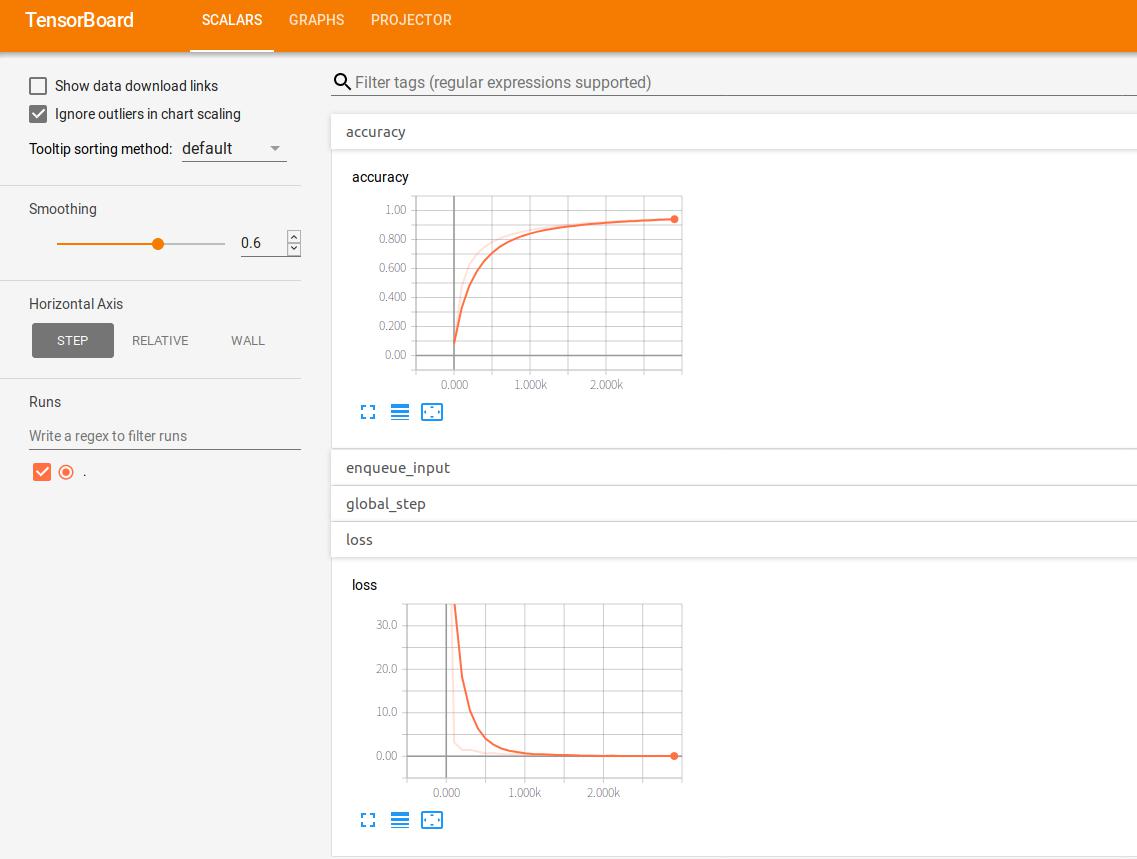 TensorBoard SCALARS GRAPHS PROJECTOR
Show data download links
Ignore outliers in chart scaling
Tooltip sorting method: default
Smoothing
0.6
Horizontal Axis
STEP RELATIVE WALL
Runs
Write a regex to filter runs
.
Filter tags (regular expressions supported)
accuracy
accuracy
1.00
0.800
0.600
0.400
0.200
0.00
0.000 1.000k 2.000k
enqueue_input
global_step
loss
loss
30.0
20.0
10.0
0.00
0.000 1.000k 2.000k